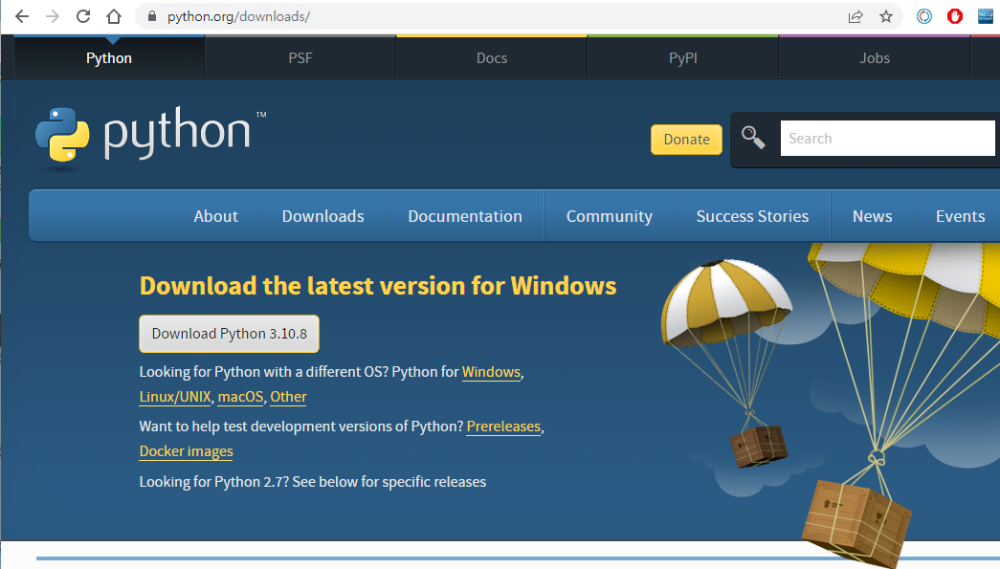 python.org/downloads/
Python PSF Docs PyPI Jobs
python™
Donate
Search
About Downloads Documentation Community Success Stories News Events
Download the latest version for Windows
Download Python 3.10.8
Looking for Python with a different OS? Python for Windows,
Linux/UNIX, macOS, Other
Want to help test development versions of Python? Prereleases,
Docker images
Looking for Python 2.7? See below for specific releases